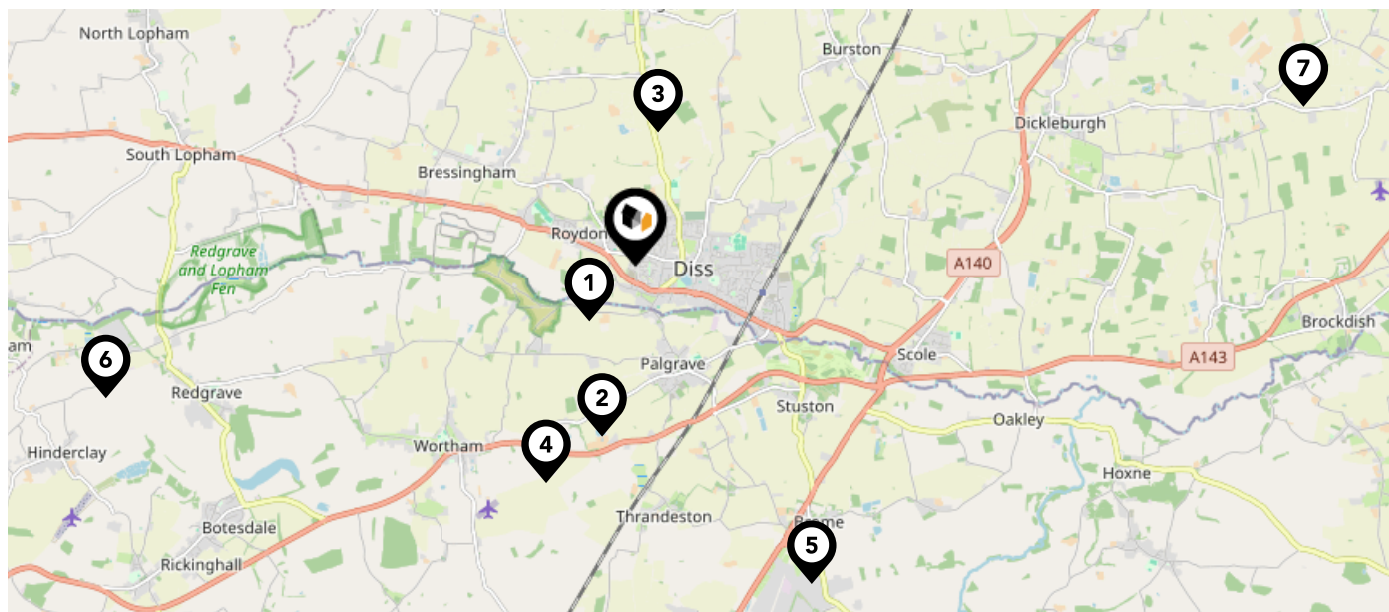 North Lopham
Burston
7
3
Dickleburgh
South Lopham
Bressingham
Roydon
Redgrave
and Lopham
Fen
Diss
A140
1
Brockdish
am
6
Scole
A143
Palgrave
Redgrave
2
Stuston
Oakley
4
Wortham
Hinderclay
Hoxne
Botesdale
Thrandeston
Brome
5
Rickinghall